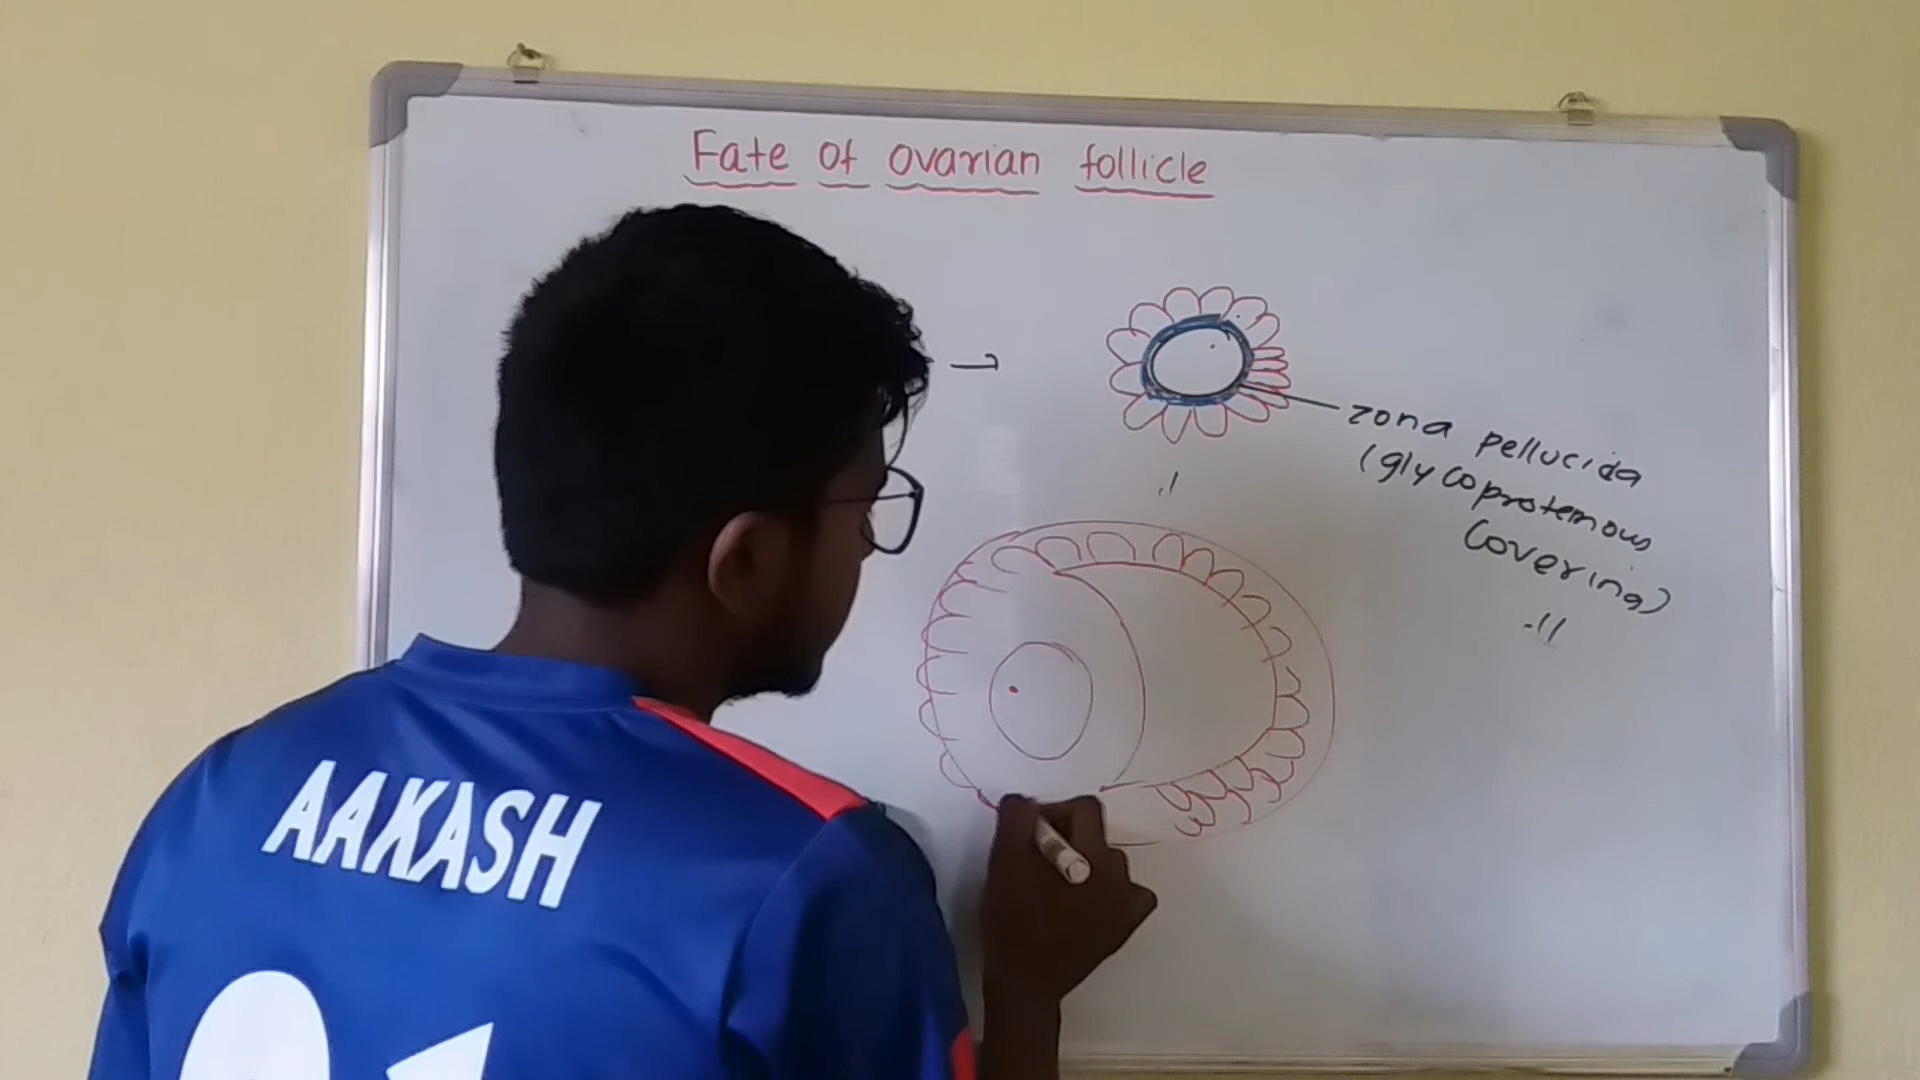 Fate of ovarian follicle
zona pellucida
(glycoproteinous
covering)
AAKASH